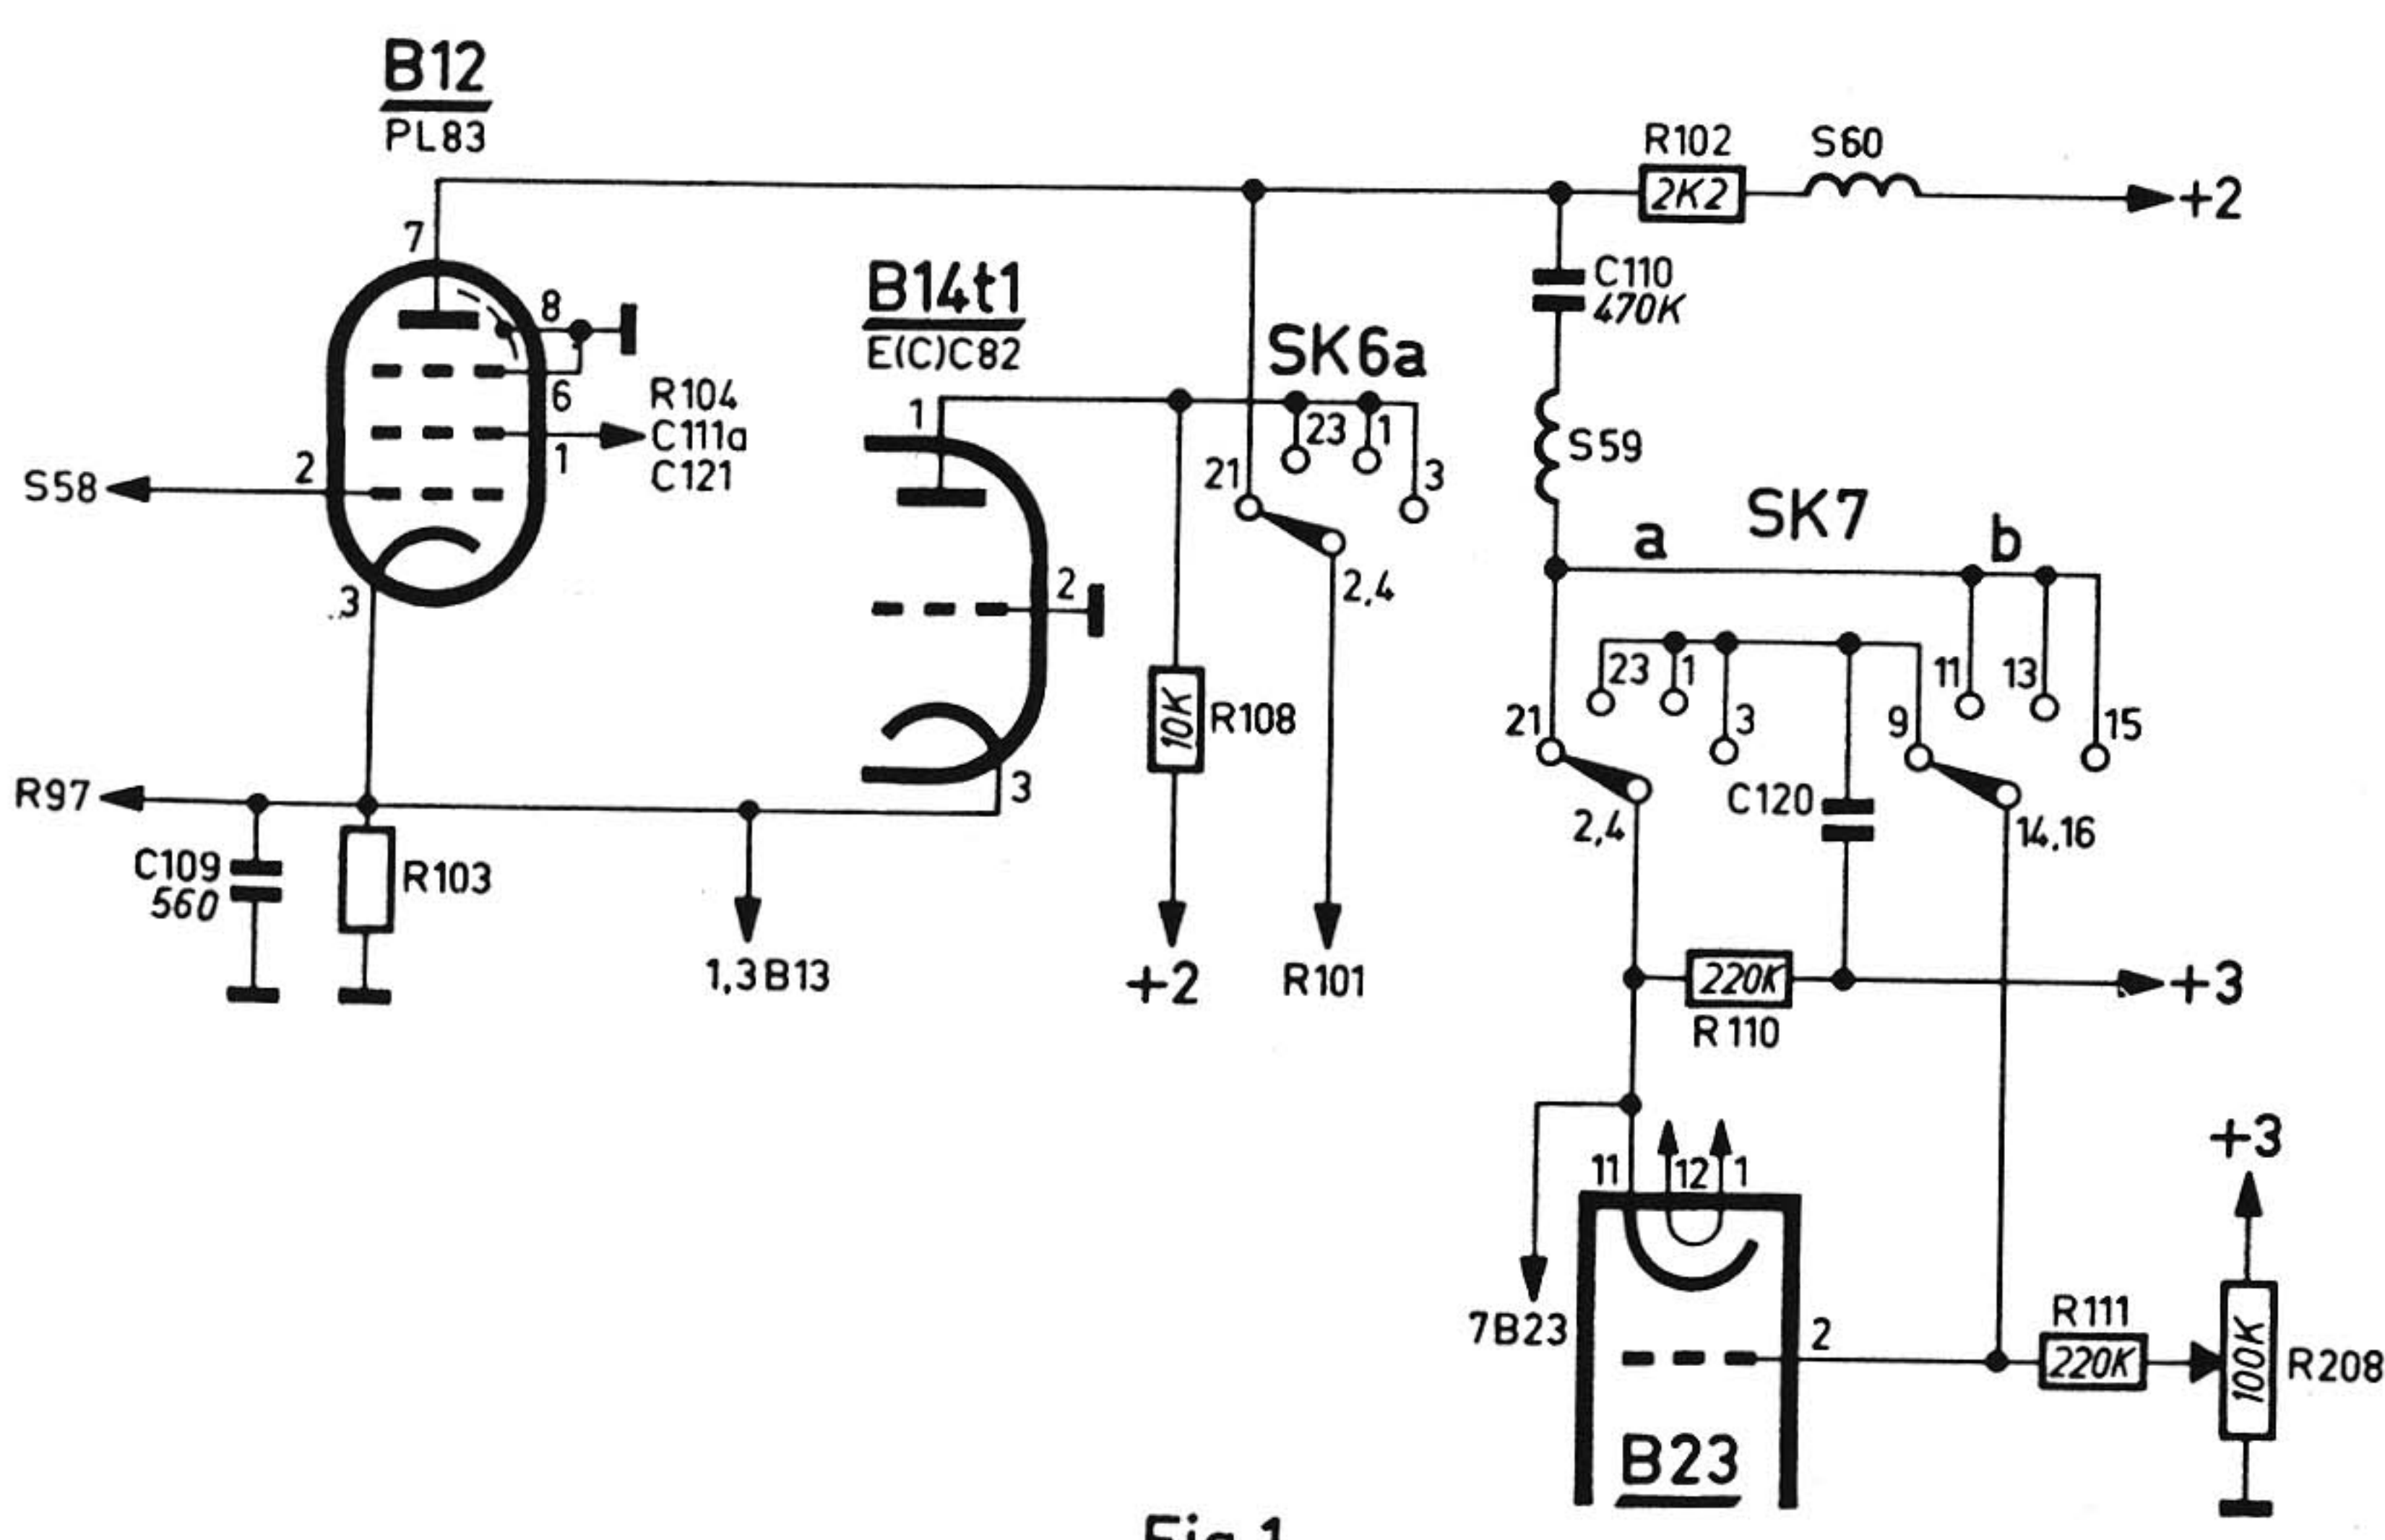 B12
PL83
7
8
6
1
2
3
S58
R104
C111a
C121
B14t1
E(C)C82
1
2
3
SK6a
21
23
1
3
2,4
R102
2K2
S60
+2
C110
470K
S59
SK7
a
b
21
23
1
3
2,4
9
11
13
15
14,16
C120
R97
C109
560
R103
1,3 B13
10K
R108
+2
R101
220K
R110
+3
11
12
1
7B23
2
B23
R111
220K
+3
100K
R208